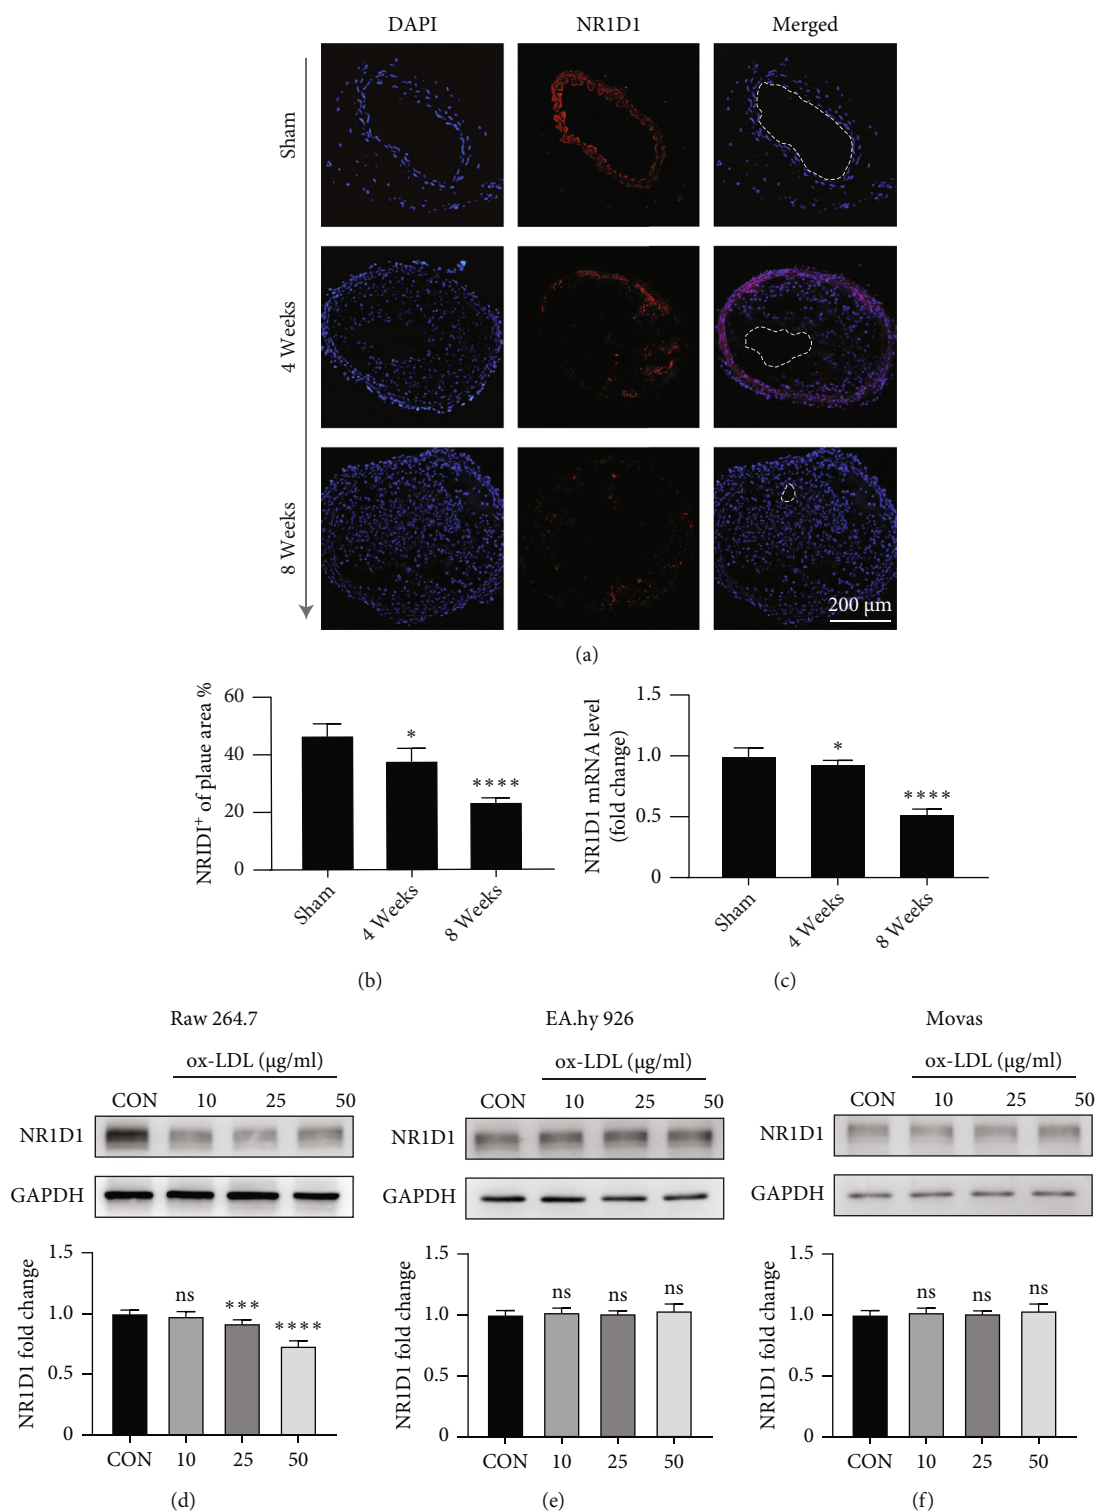 DAPI NR1D1 Merged
Sham
4 Weeks
8 Weeks
200 μm
(a)
NRIDI+ of plaue area %
60
40
20
0
*
****
Sham
4 Weeks
8 Weeks
(b)
NR1D1 mRNA level
(fold change)
1.5
1.0
0.5
0
*
****
Sham
4 Weeks
8 Weeks
(c)
Raw 264.7
ox-LDL (μg/ml)
CON 10 25 50
NR1D1
GAPDH
NR1D1 fold change
1.5
1.0
0.5
0
ns
***
****
CON 10 25 50
(d)
EA.hy 926
ox-LDL (μg/ml)
CON 10 25 50
NR1D1
GAPDH
NR1D1 fold change
1.5
1.0
0.5
0
ns ns ns
CON 10 25 50
(e)
Movas
ox-LDL (μg/ml)
CON 10 25 50
NR1D1
GAPDH
NR1D1 fold change
1.5
1.0
0.5
0
ns ns ns
CON 10 25 50
(f)